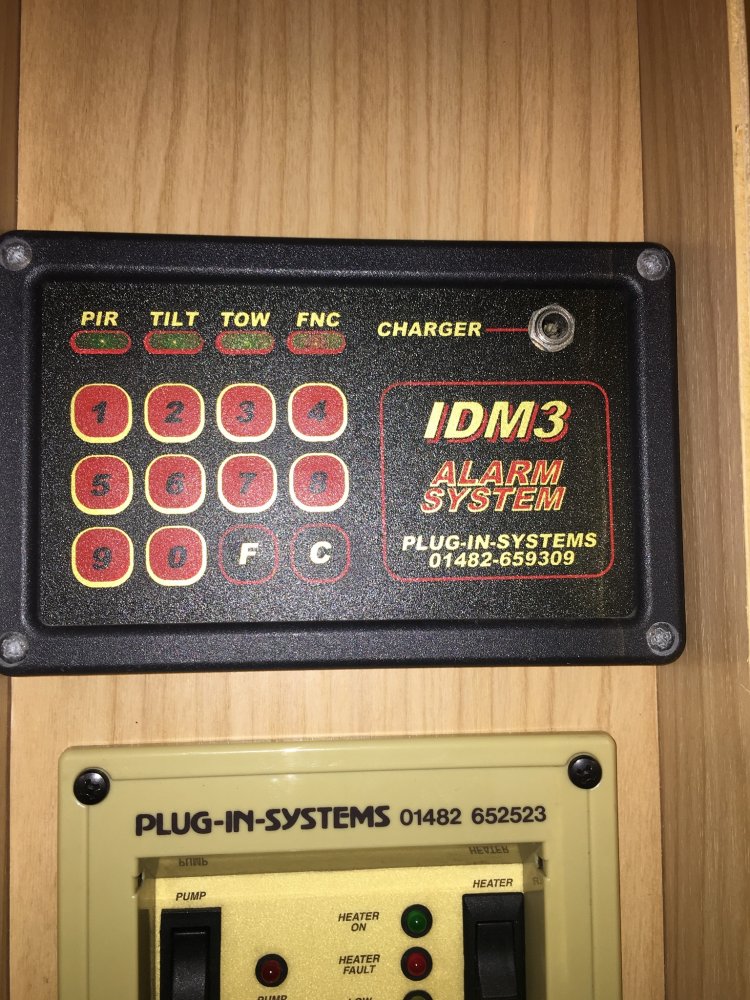 PIR TILT TOW FNC
CHARGER
1 2 3 4
5 6 7 8
9 0 F C
IDM3
ALARM
SYSTEM
PLUG-IN-SYSTEMS
01482-659309
PLUG-IN-SYSTEMS 01482 652523
PUMP
HEATER
HEATER
ON
HEATER
FAULT
PUMP
LOW